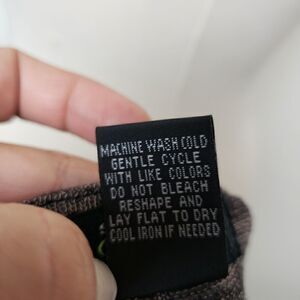 MACHINE WASH COLD
GENTLE CYCLE
WITH LIKE COLORS
DO NOT BLEACH
RESHAPE AND
LAY FLAT TO DRY
COOL IRON IF NEEDED